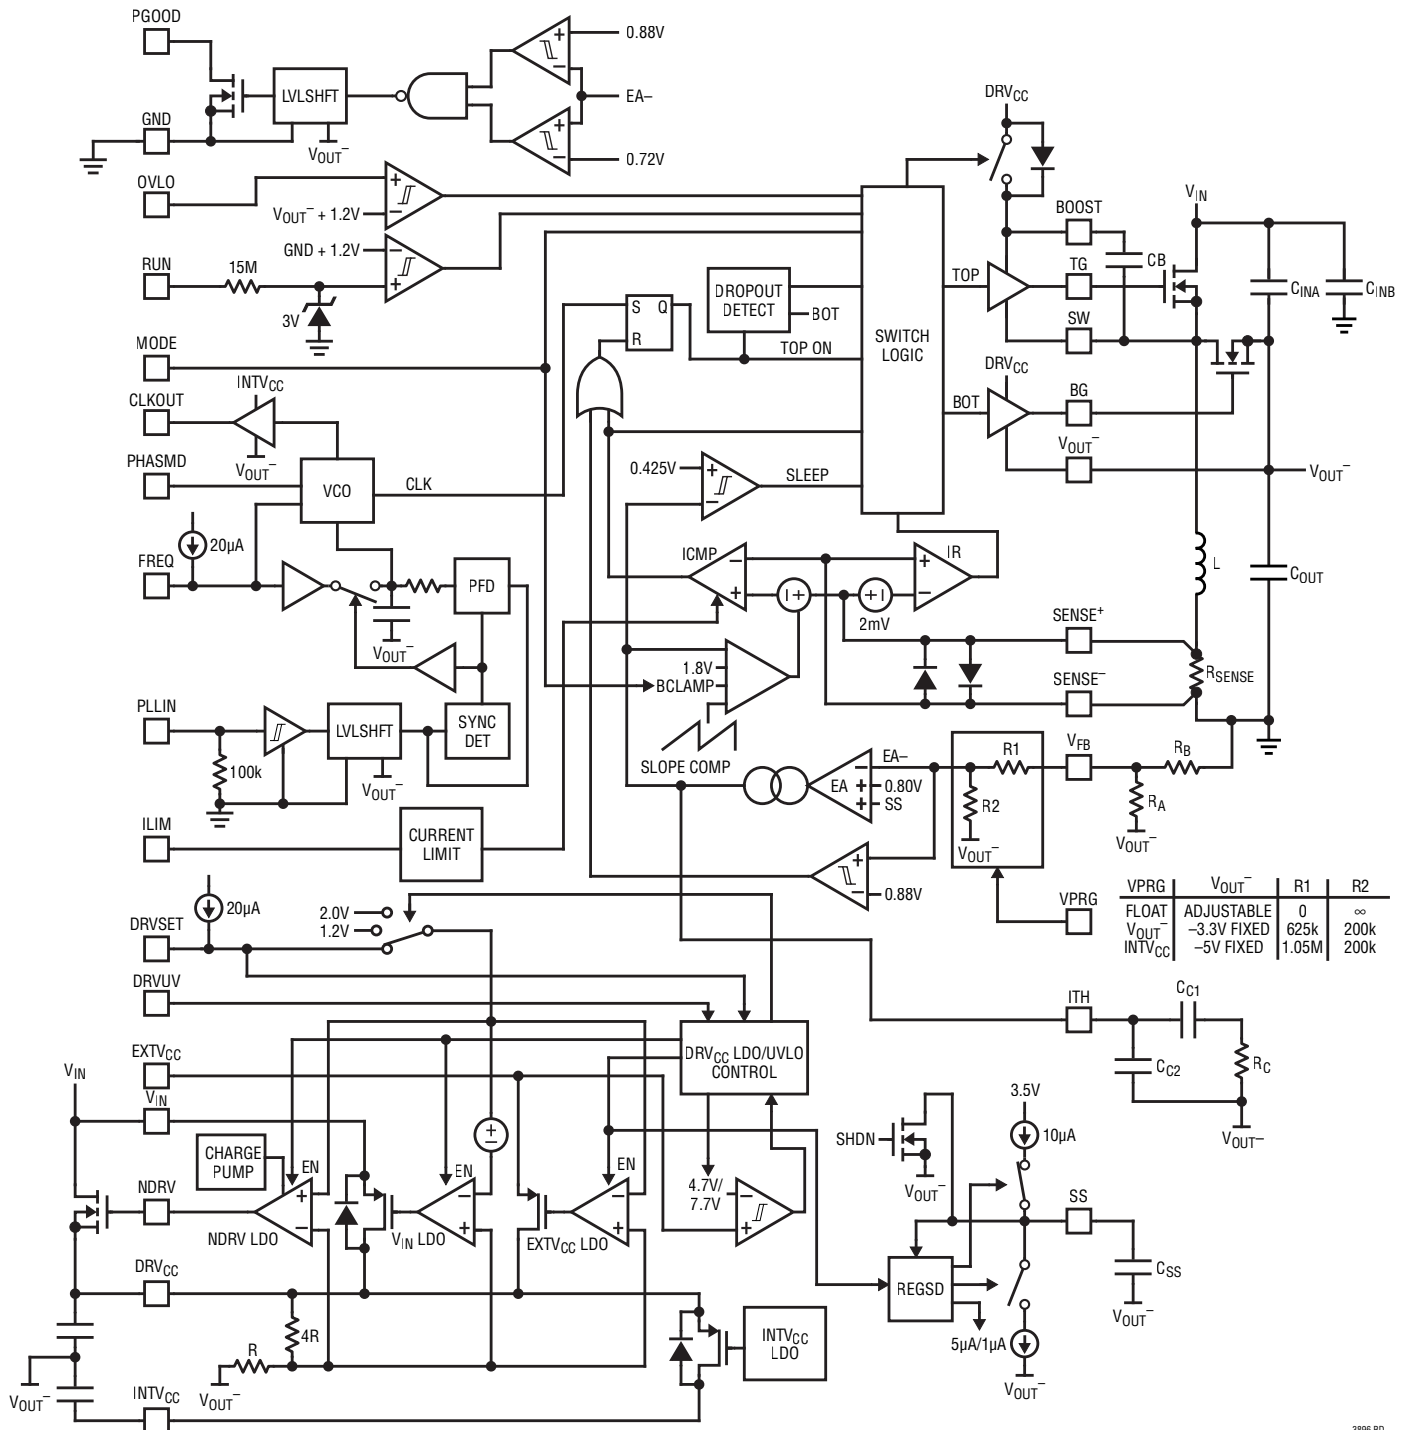 PGOOD
0.88V
LVLSHFT
EA–
GND
VOUT–
0.72V
DRVCC
OVLO
VOUT– + 1.2V
GND + 1.2V
RUN
15M
3V
MODE
CLKOUT
INTVCC
VOUT–
PHASMD
VCO
CLK
S Q
R
DROPOUT
DETECT
BOT
TOP ON
SWITCH
LOGIC
TOP
BOT
DRVCC
BOOST
TG
SW
BG
VOUT–
CB
VIN
CINA
CINB
VOUT–
0.425V
SLEEP
20µA
FREQ
PFD
VOUT–
ICMP
IR
2mV
1.8V
BCLAMP
SLOPE COMP
SENSE+
SENSE–
L
COUT
RSENSE
PLLIN
LVLSHFT
SYNC
DET
100k
VOUT–
EA–
EA
0.80V
SS
0.88V
R1
R2
VOUT–
VFB
RB
RA
VOUT–
ILIM
CURRENT
LIMIT
VPRG
VPRG VOUT– R1 R2
FLOAT ADJUSTABLE 0 ∞
VOUT– –3.3V FIXED 625k 200k
INTVCC –5V FIXED 1.05M 200k
20µA
DRVSET
2.0V
1.2V
DRVUV
EXTVCC
DRVCC LDO/UVLO
CONTROL
ITH
CC1
CC2
RC
VOUT–
VIN
VIN
CHARGE
PUMP
EN
EN
EN
NDRV
NDRV LDO
VIN LDO
EXTVCC LDO
4.7V/
7.7V
SHDN
VOUT–
3.5V
10µA
SS
CSS
VOUT–
REGSD
5µA/1µA
VOUT–
DRVCC
4R
R
VOUT–
VOUT–
INTVCC
LDO
INTVCC
3896 BD